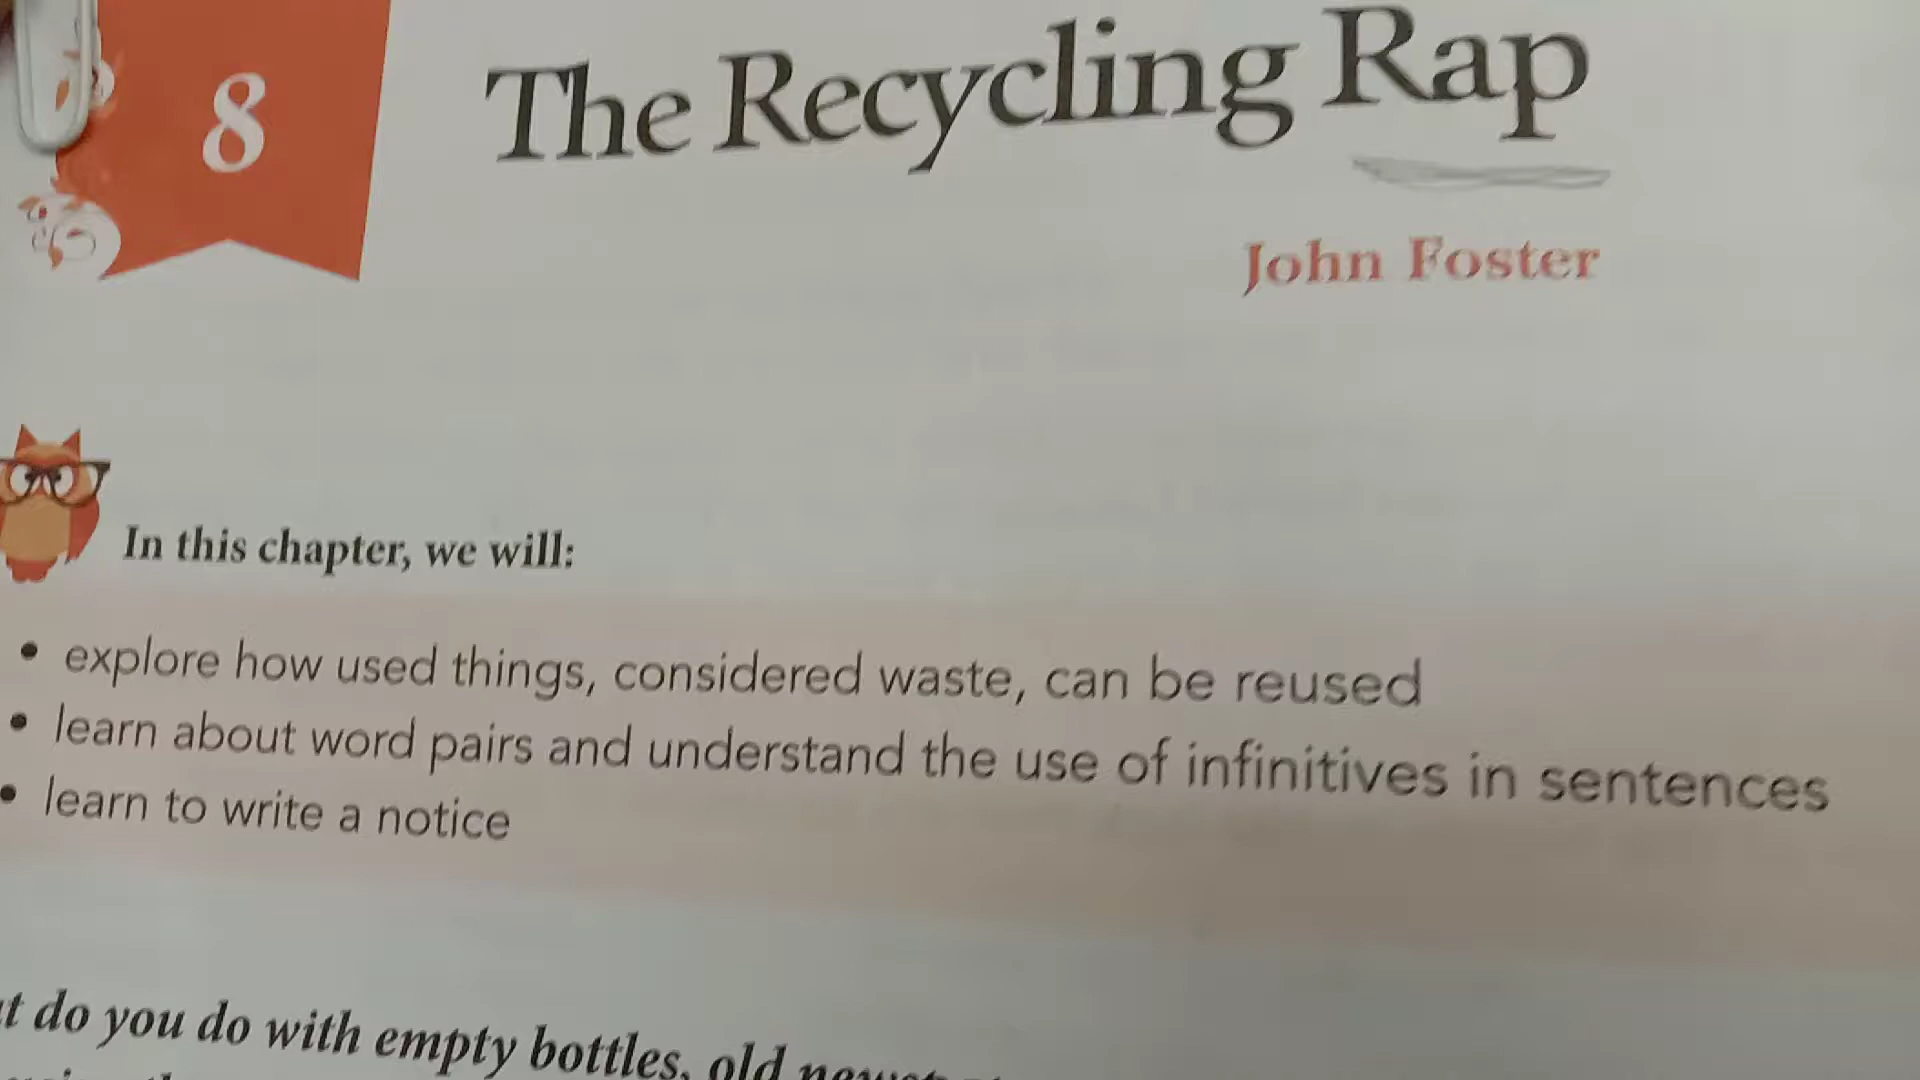 8
The Recycling Rap
John Foster
In this chapter, we will:
• explore how used things, considered waste, can be reused
• learn about word pairs and understand the use of infinitives in sentences
• learn to write a notice
do you do with empty bottles, old